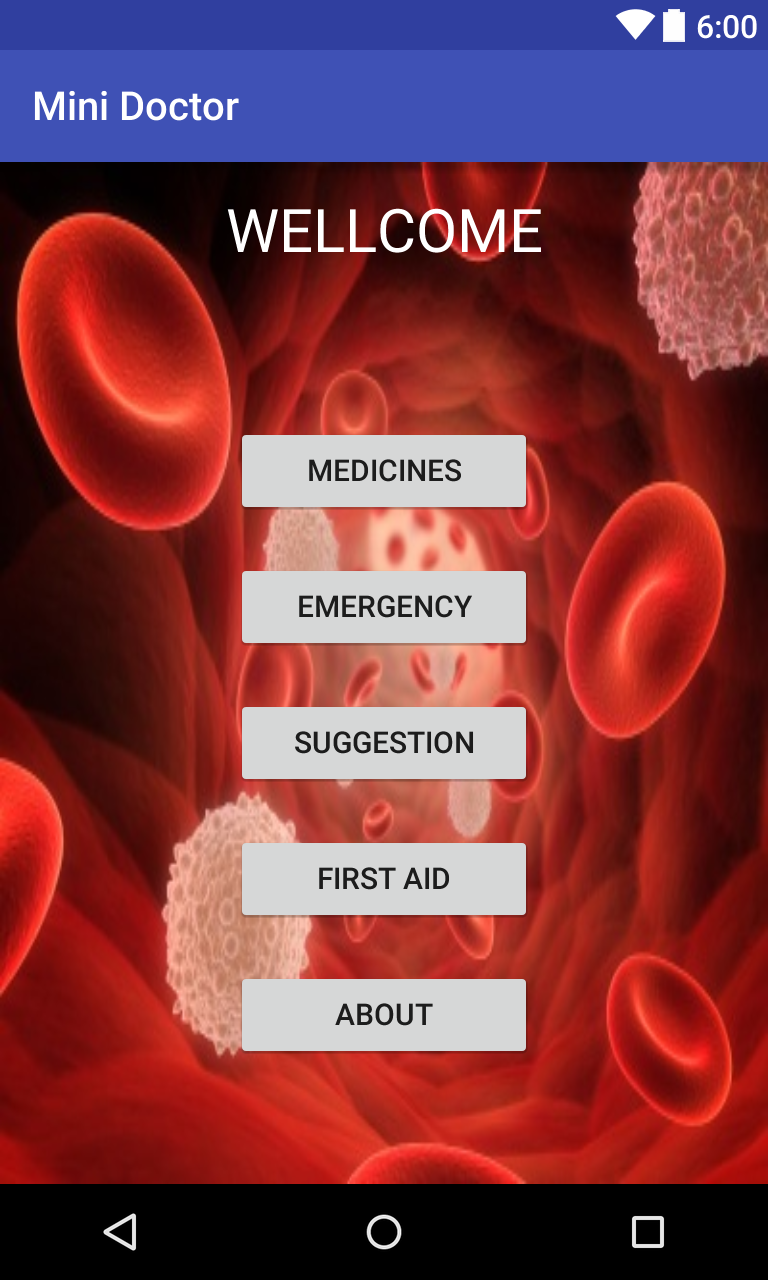 6:00
Mini Doctor
WELLCOME
MEDICINES
EMERGENCY
SUGGESTION
FIRST AID
ABOUT